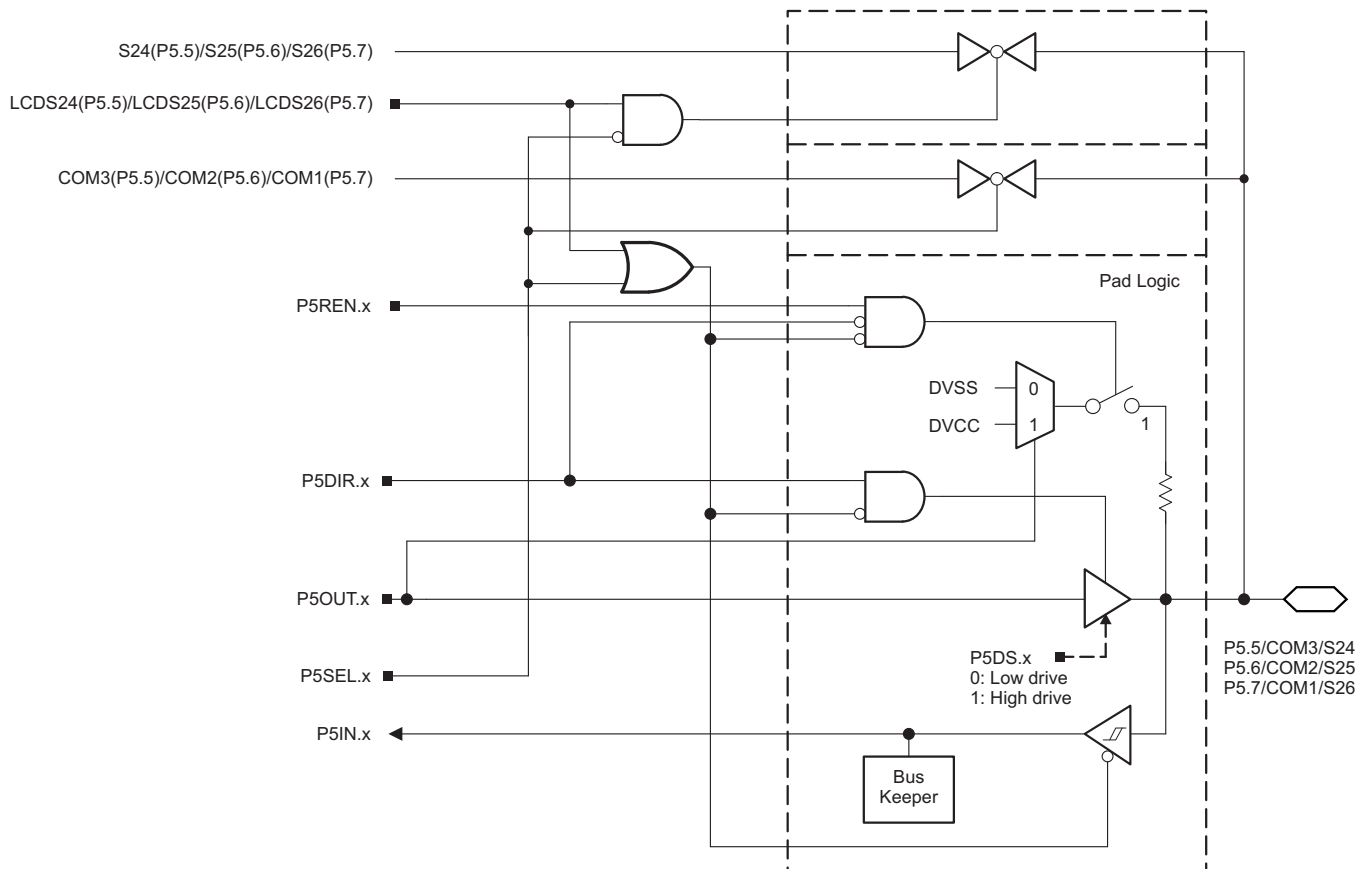 S24(P5.5)/S25(P5.6)/S26(P5.7)
LCDS24(P5.5)/LCDS25(P5.6)/LCDS26(P5.7)
COM3(P5.5)/COM2(P5.6)/COM1(P5.7)
Pad Logic
P5REN.x
DVSS
0
DVCC
1
1
P5DIR.x
P5OUT.x
P5DS.x
0: Low drive
1: High drive
P5.5/COM3/S24
P5.6/COM2/S25
P5.7/COM1/S26
P5SEL.x
P5IN.x
Bus
Keeper